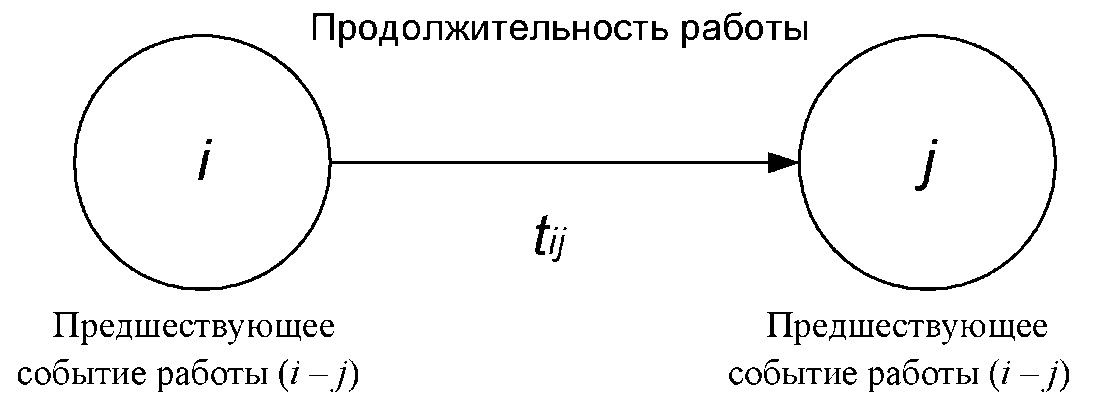 Продолжительность работы
i
j
tij
Предшествующее
событие работы (i – j)
Предшествующее
событие работы (i – j)